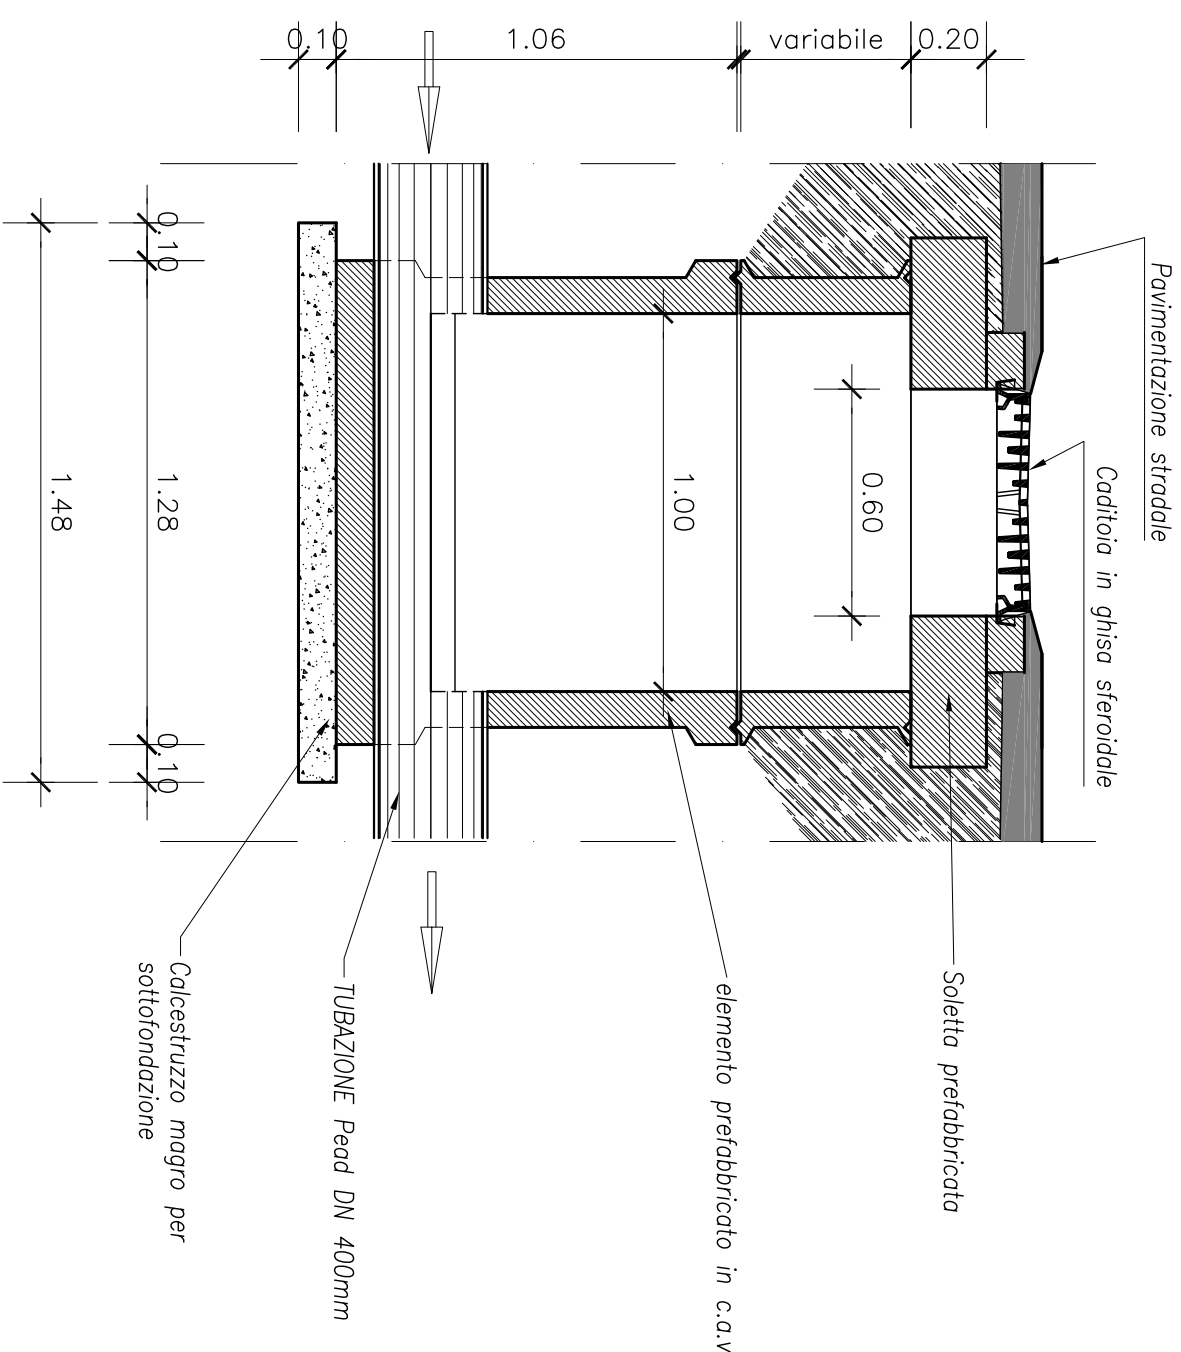 Pavimentazione stradale
Caditoia in ghisa sferoidale
Soletta prefabbricata
elemento prefabbricato in c.a.v
TUBAZIONE Pead DN 400mm
Calcestruzzo magro per
sottofondazione
0.20
variabile
1.06
0.10
0.60
1.00
0.10
1.28
0.10
1.48